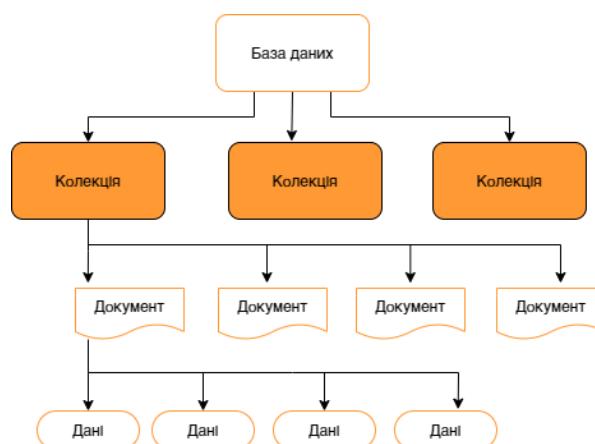 База даних
Колекція
Колекція
Колекція
Документ
Документ
Документ
Документ
Дані
Дані
Дані
Дані